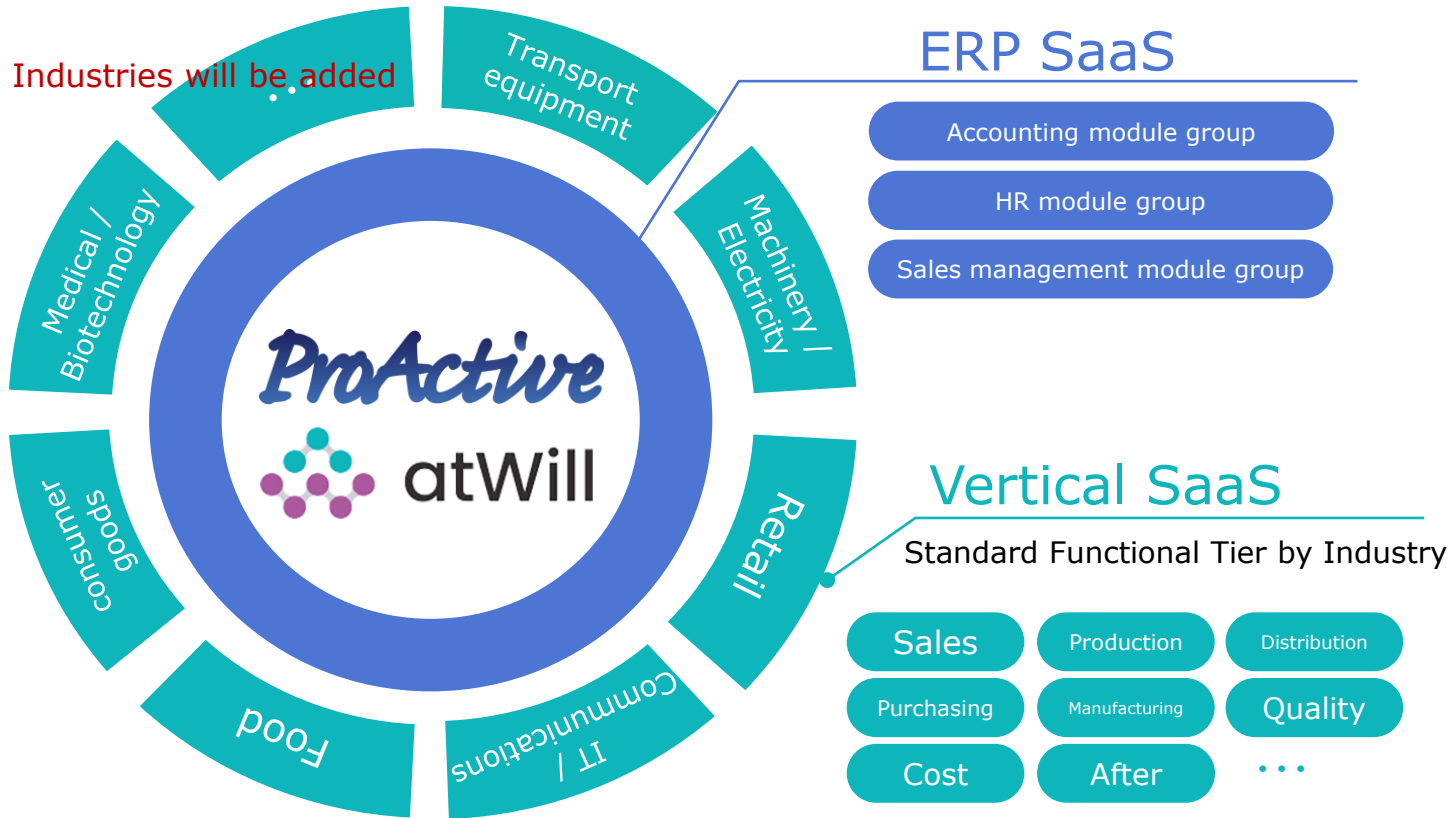 Industries will be added
...
Transport
equipment
Machinery /
Electricity
Retail
IT /
Communications
Food
consumer
goods
Medical /
Biotechnology
ProActive
atWill
ERP SaaS
Accounting module group
HR module group
Sales management module group
Vertical SaaS
Standard Functional Tier by Industry
Sales
Production
Distribution
Purchasing
Manufacturing
Quality
Cost
After
...